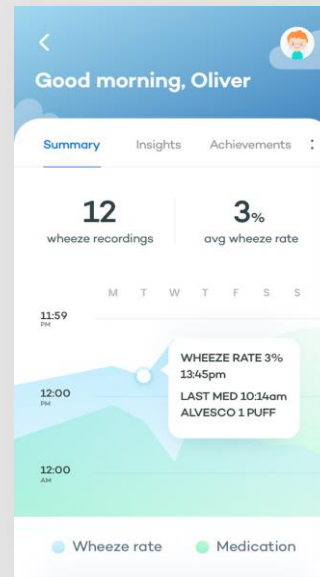 Good morning, Oliver
Summary Insights Achievements
12 3%
wheeze recordings avg wheeze rate
M T W T F S S
11:59
PM
WHEEZE RATE 3%
13:45pm
12:00
PM
LAST MED 10:14am
ALVESCO 1 PUFF
12:00
AM
Wheeze rate Medication